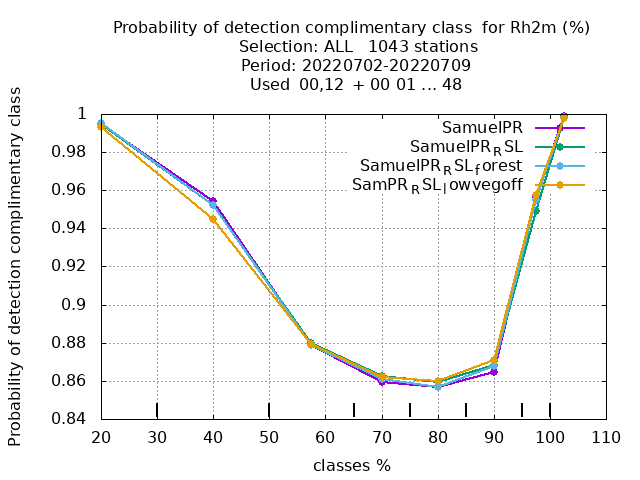 Probability of detection complimentary class  for Rh2m (%)
Selection: ALL   1043 stations
Period: 20220702-20220709
Used  00,12  + 00 01 ... 48
Probability of detection complimentary class
1
0.98
0.96
0.94
0.92
0.9
0.88
0.86
0.84
SamuelPR
SamuelPR_RSL
SamuelPR_RSL_forest
SamPR_RSL_lowvegoff
20 30 40 50 60 70 80 90 100 110
classes %